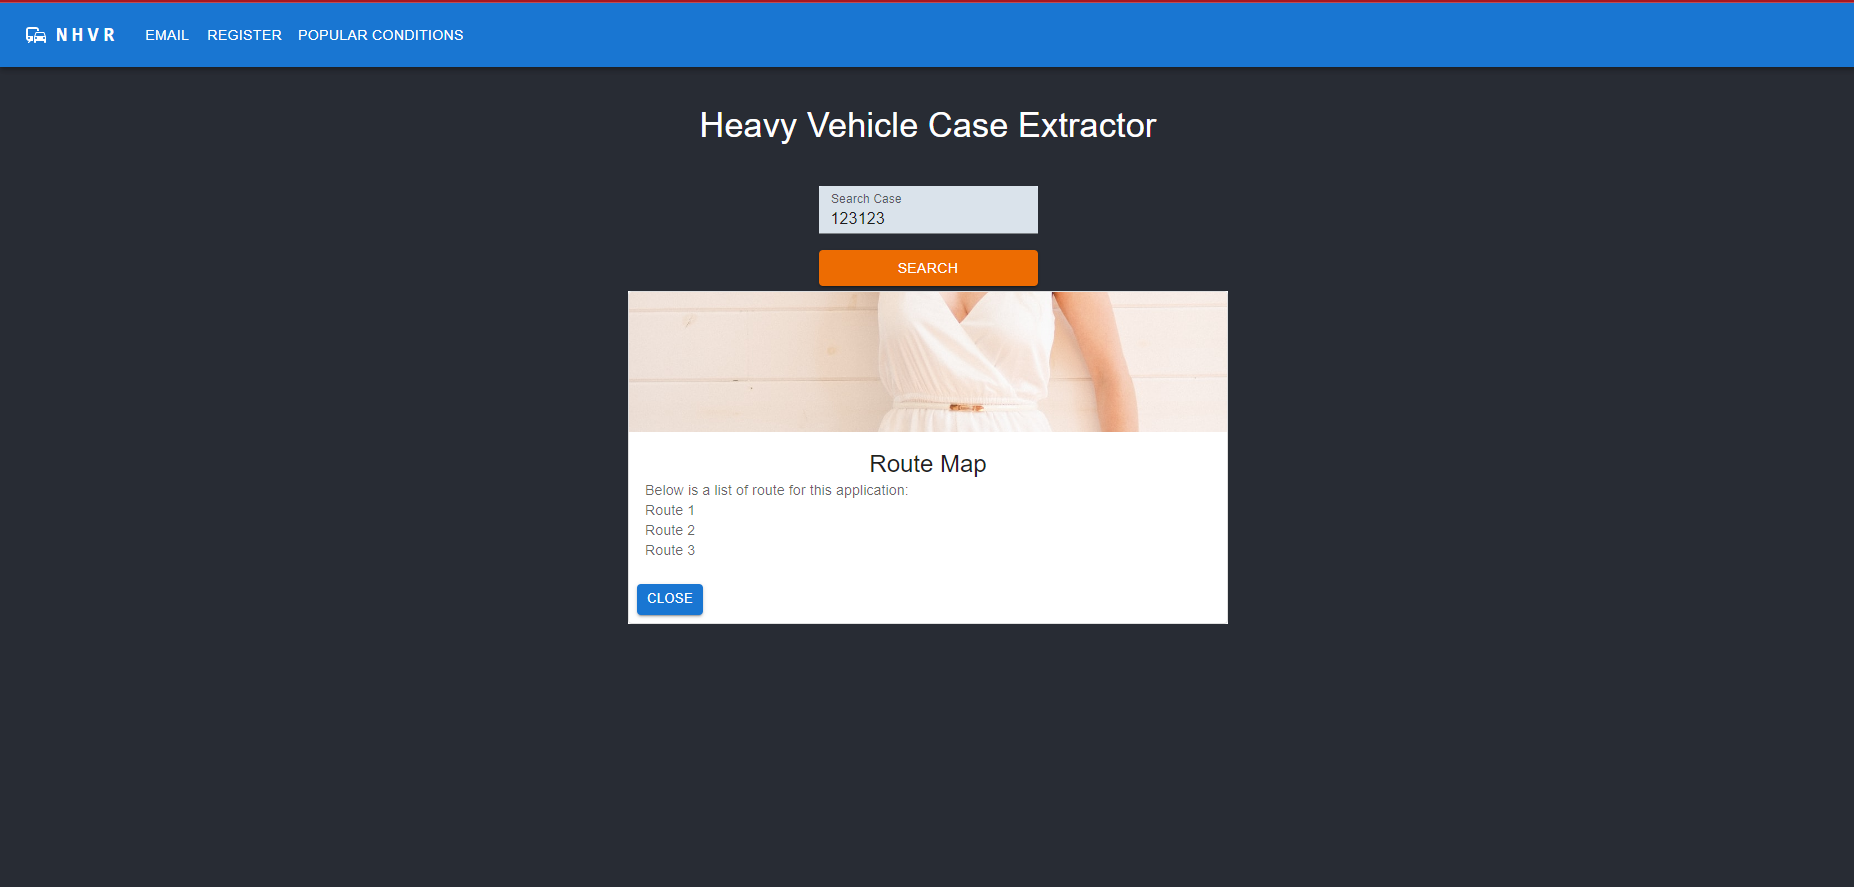 NHVR EMAIL REGISTER POPULAR CONDITIONS
Heavy Vehicle Case Extractor
Search Case
123123
SEARCH
Route Map
Below is a list of route for this application:
Route 1
Route 2
Route 3
CLOSE